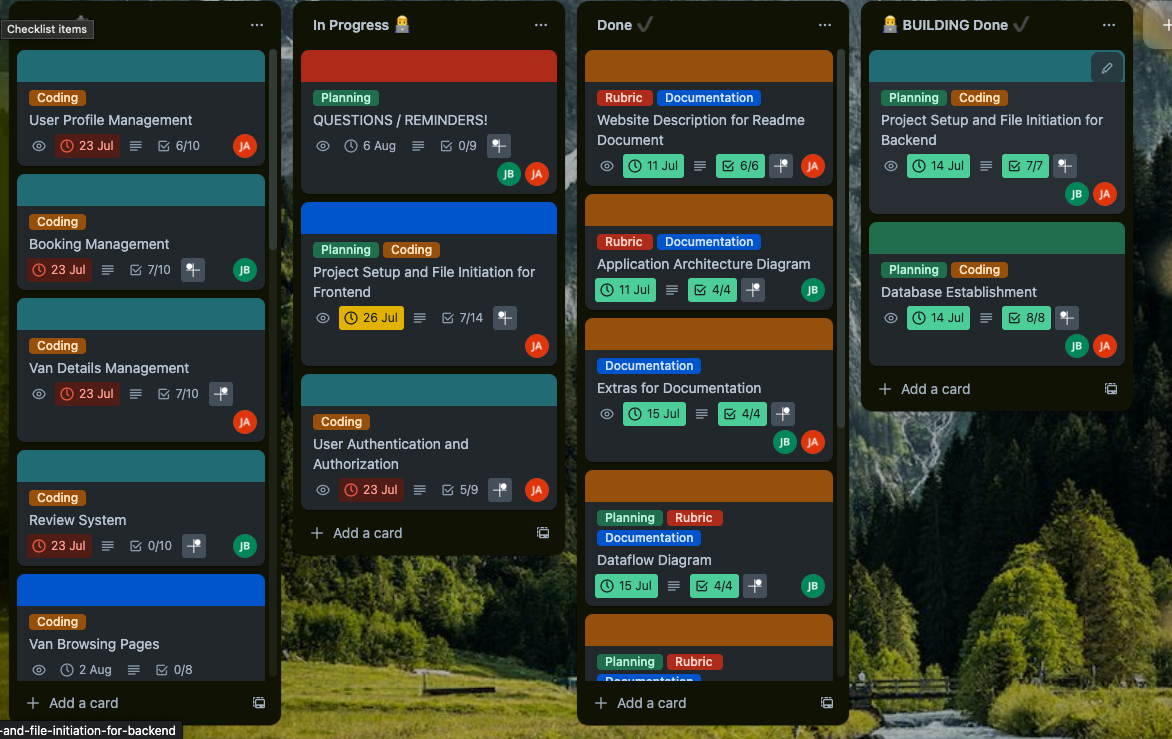 Checklist items
Coding
User Profile Management
23 Jul 6/10 JA
Coding
Booking Management
23 Jul 7/10 JB
Coding
Van Details Management
23 Jul 7/10
JA
Coding
Review System
23 Jul 0/10 JB
Coding
Van Browsing Pages
2 Aug 0/8
+ Add a card
-and-file-initiation-for-backend
In Progress
Planning
QUESTIONS / REMINDERS!
6 Aug 0/9
JB JA
Planning Coding
Project Setup and File Initiation for
Frontend
26 Jul 7/14
JA
Coding
User Authentication and
Authorization
23 Jul 5/9 JA
+ Add a card
Done
Rubric Documentation
Website Description for Readme
Document
11 Jul 6/6 JA
Rubric Documentation
Application Architecture Diagram
11 Jul 4/4 JB
Documentation
Extras for Documentation
15 Jul 4/4
JB JA
Planning Rubric
Documentation
Dataflow Diagram
15 Jul 4/4 JB
Planning Rubric
Documentation
+ Add a card
BUILDING Done
Planning Coding
Project Setup and File Initiation for
Backend
14 Jul 7/7
JB JA
Planning Coding
Database Establishment
14 Jul 8/8
JB JA
+ Add a card